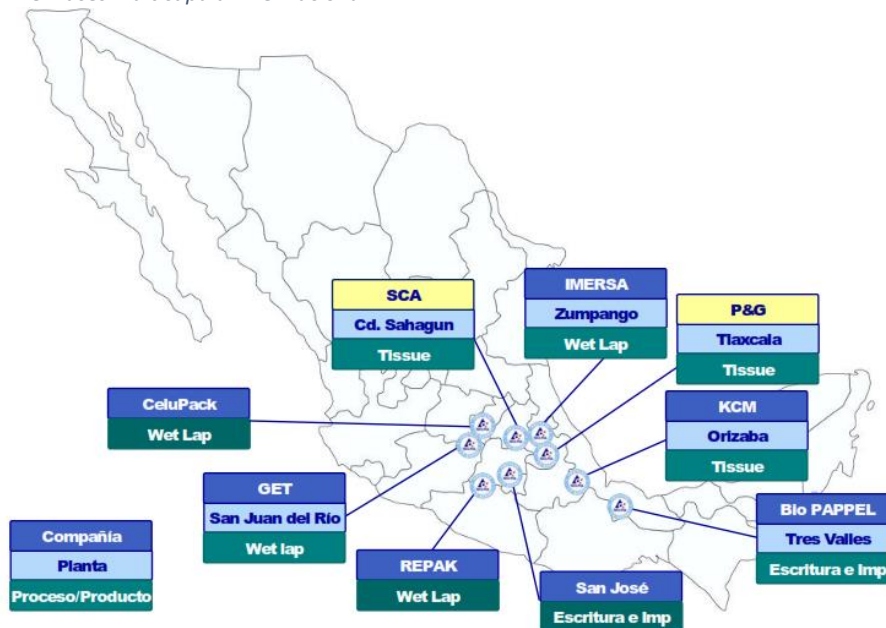 SCA
Cd. Sahagun
Tissue
IMERSA
Zumpango
Wet Lap
P&G
Tlaxcala
Tissue
CeluPack
Wet Lap
KCM
Orizaba
Tissue
GET
San Juan del Río
Wet lap
Bio PAPPEL
Tres Valles
Escritura e Imp
Compañía
Planta
Proceso/Producto
REPAK
Wet Lap
San José
Escritura e Imp